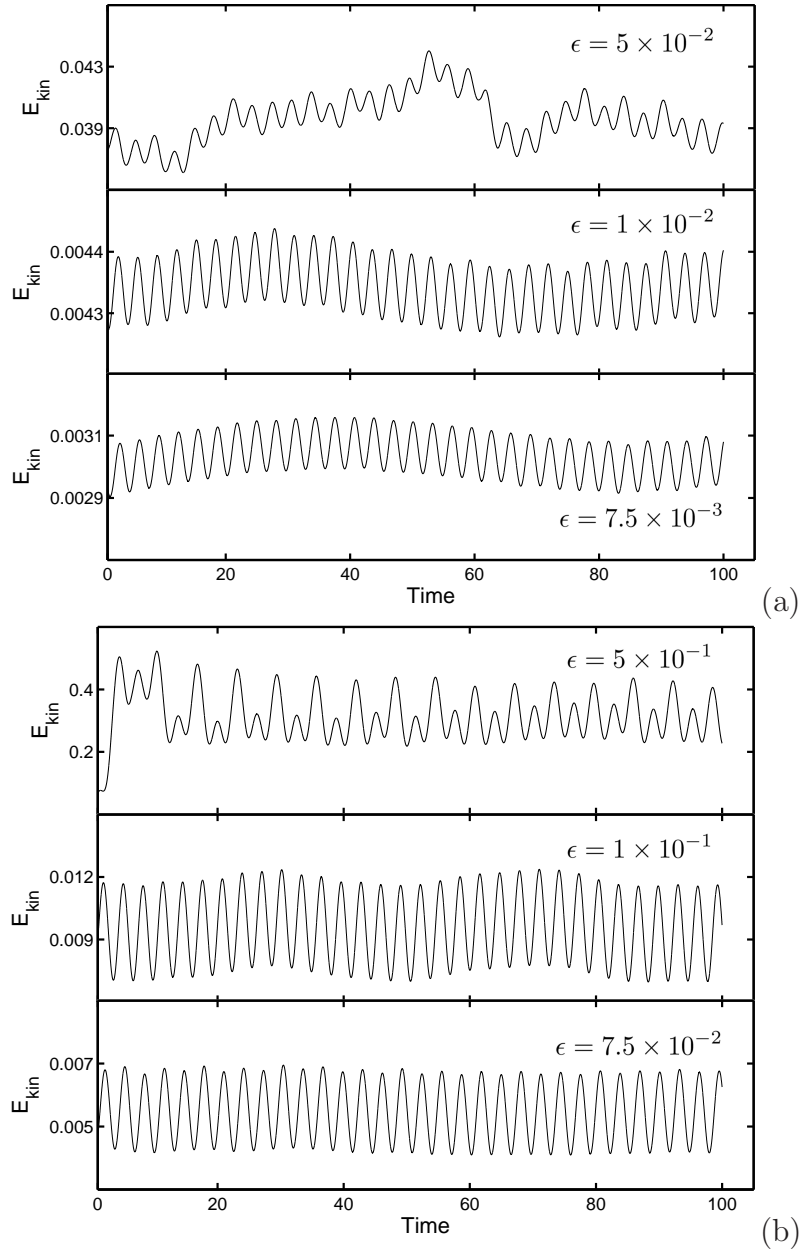 ϵ = 5 × 10⁻²
0.043
0.039
E_kin
ϵ = 1 × 10⁻²
0.0044
0.0043
E_kin
0.0031
0.0029
E_kin
ϵ = 7.5 × 10⁻³
0 20 40 60 80 100
Time
(a)
ϵ = 5 × 10⁻¹
0.4
0.2
E_kin
ϵ = 1 × 10⁻¹
0.012
0.009
E_kin
ϵ = 7.5 × 10⁻²
0.007
0.005
E_kin
0 20 40 60 80 100
Time
(b)